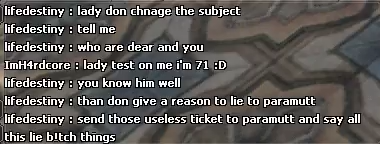 lifedestiny : lady don chnage the subject
lifedestiny : tell me
lifedestiny : who are dear and you
ImH4rdcore : lady test on me i'm 71 :D
lifedestiny : you know him well
lifedestiny : than don give a reason to lie to paramutt
lifedestiny : send those useless ticket to paramutt and say all
this lie b!tch things